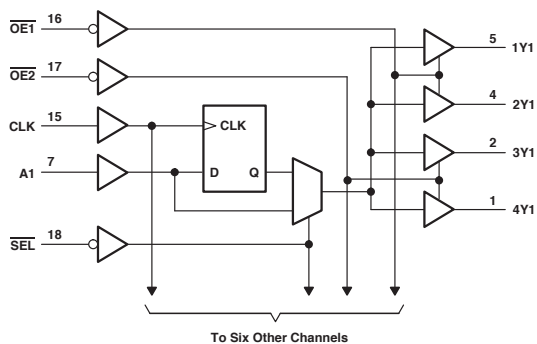 OE1 16
OE2 17
CLK 15
A1 7
SEL 18
CLK
D Q
5 1Y1
4 2Y1
2 3Y1
1 4Y1
To Six Other Channels